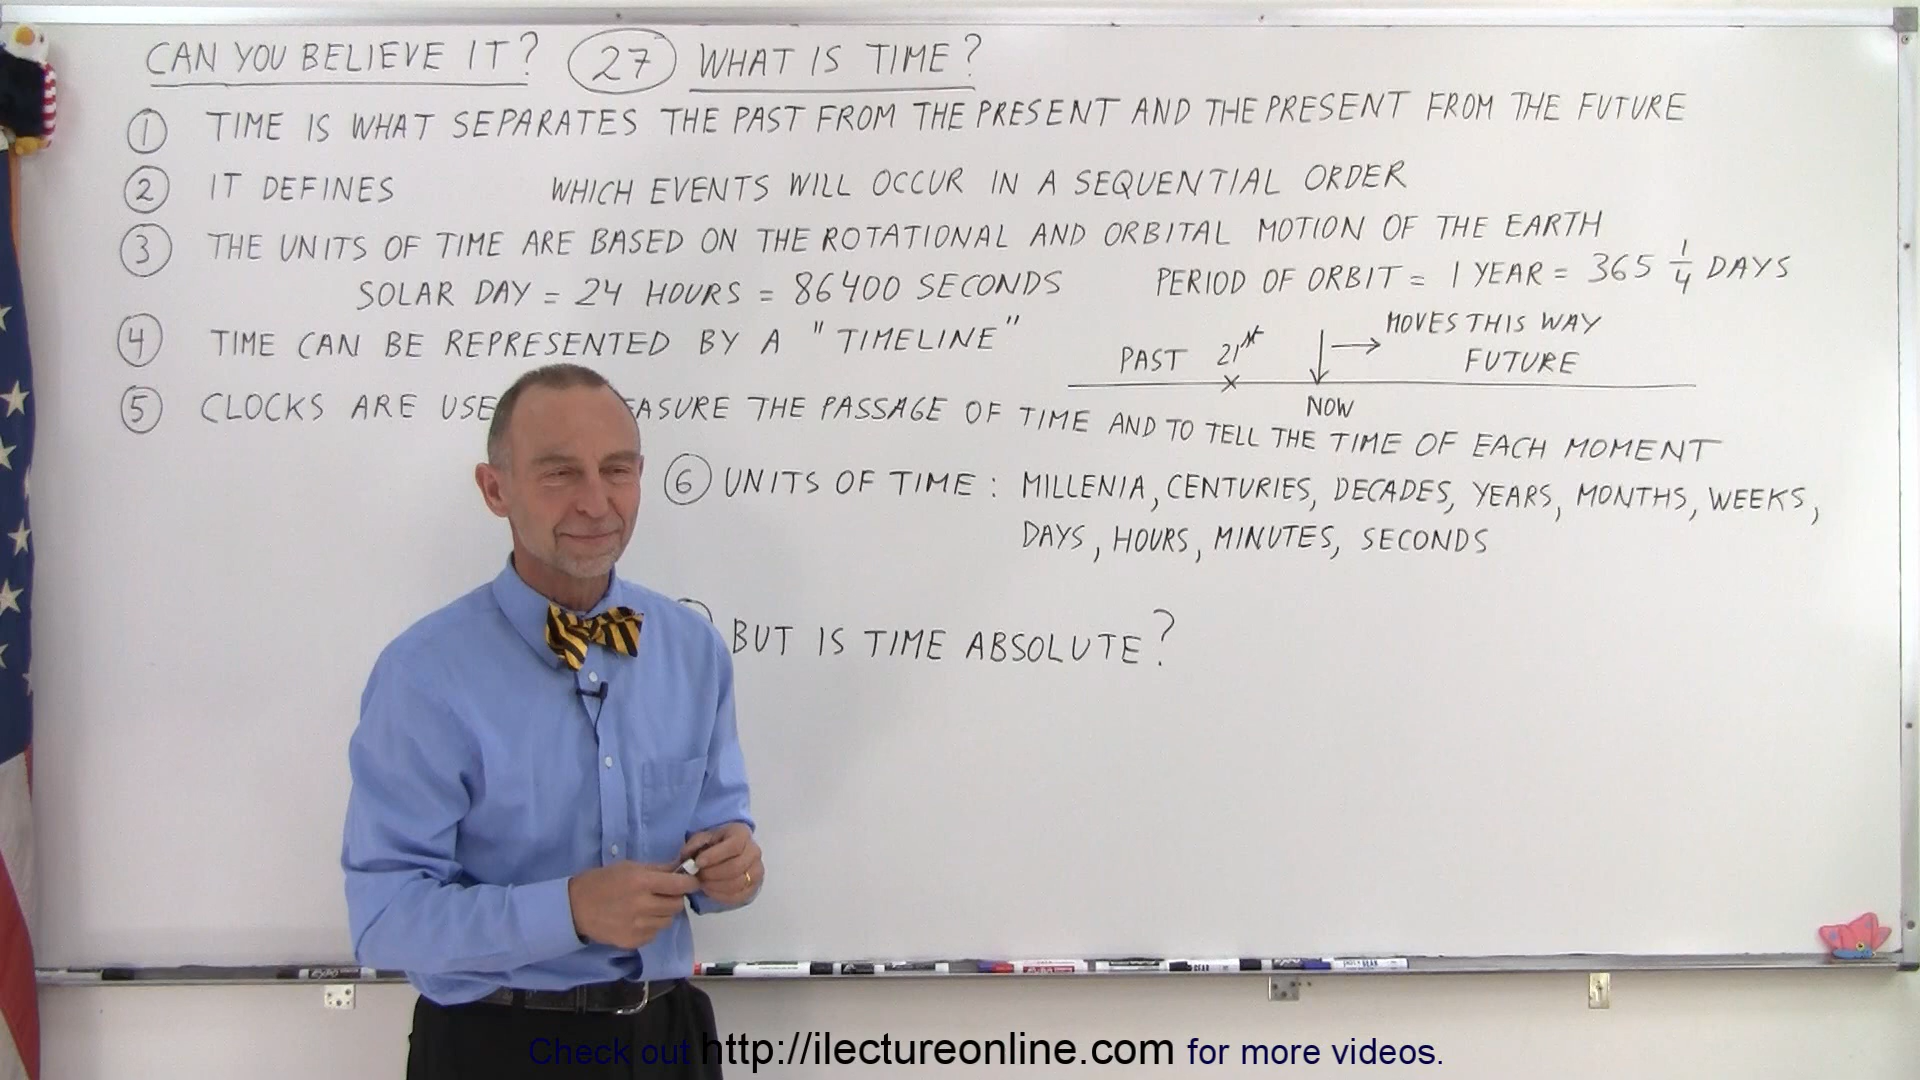 CAN YOU BELIEVE IT? 27 WHAT IS TIME?
1 TIME IS WHAT SEPARATES THE PAST FROM THE PRESENT AND THE PRESENT FROM THE FUTURE
2 IT DEFINES WHICH EVENTS WILL OCCUR IN A SEQUENTIAL ORDER
3 THE UNITS OF TIME ARE BASED ON THE ROTATIONAL AND ORBITAL MOTION OF THE EARTH
SOLAR DAY = 24 HOURS = 86400 SECONDS PERIOD OF ORBIT = 1 YEAR = 365 1/4 DAYS
4 TIME CAN BE REPRESENTED BY A "TIMELINE"
MOVES THIS WAY
PAST 21st FUTURE
NOW
5 CLOCKS ARE USE EASURE THE PASSAGE OF TIME AND TO TELL THE TIME OF EACH MOMENT
6 UNITS OF TIME: MILLENIA, CENTURIES, DECADES, YEARS, MONTHS, WEEKS,
DAYS, HOURS, MINUTES, SECONDS
BUT IS TIME ABSOLUTE?
Check out http://ilectureonline.com for more videos.